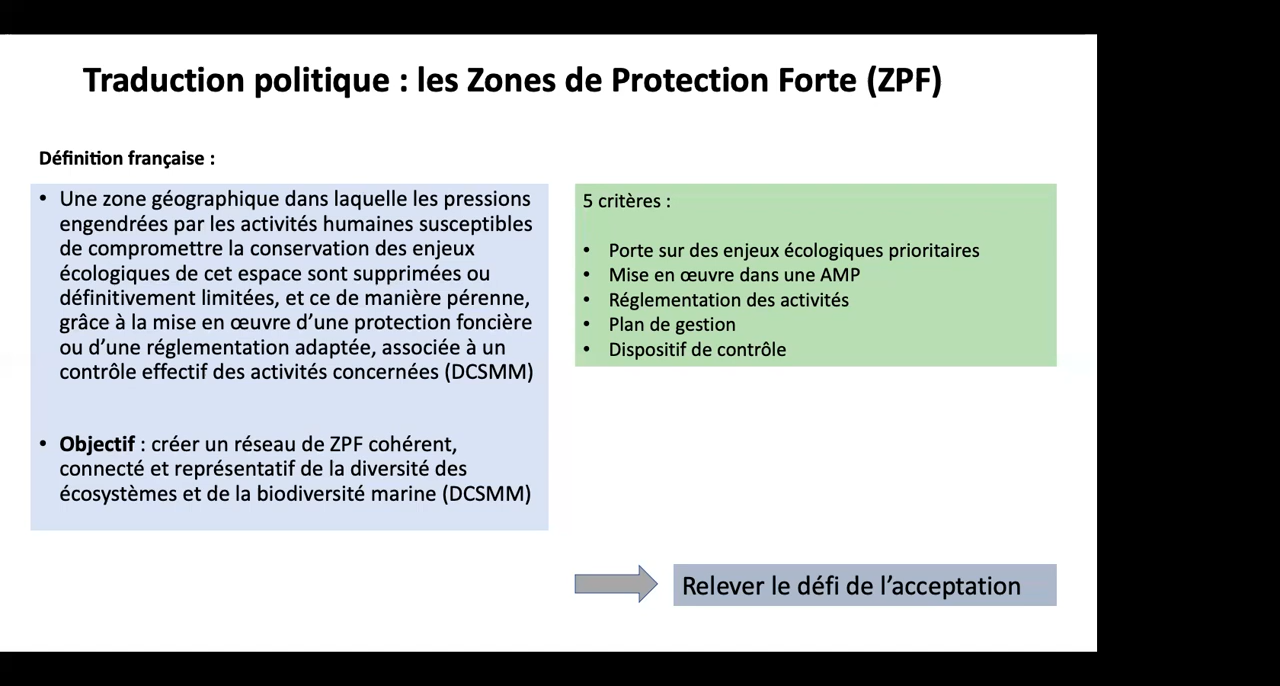 Traduction politique : les Zones de Protection Forte (ZPF)
Définition française :
• Une zone géographique dans laquelle les pressions
engendrées par les activités humaines susceptibles
de compromettre la conservation des enjeux
écologiques de cet espace sont supprimées ou
définitivement limitées, et ce de manière pérenne,
grâce à la mise en œuvre d’une protection foncière
ou d’une réglementation adaptée, associée à un
contrôle effectif des activités concernées (DCSMM)
• Objectif : créer un réseau de ZPF cohérent,
connecté et représentatif de la diversité des
écosystèmes et de la biodiversité marine (DCSMM)
5 critères :
• Porte sur des enjeux écologiques prioritaires
• Mise en œuvre dans une AMP
• Réglementation des activités
• Plan de gestion
• Dispositif de contrôle
Relever le défi de l’acceptation